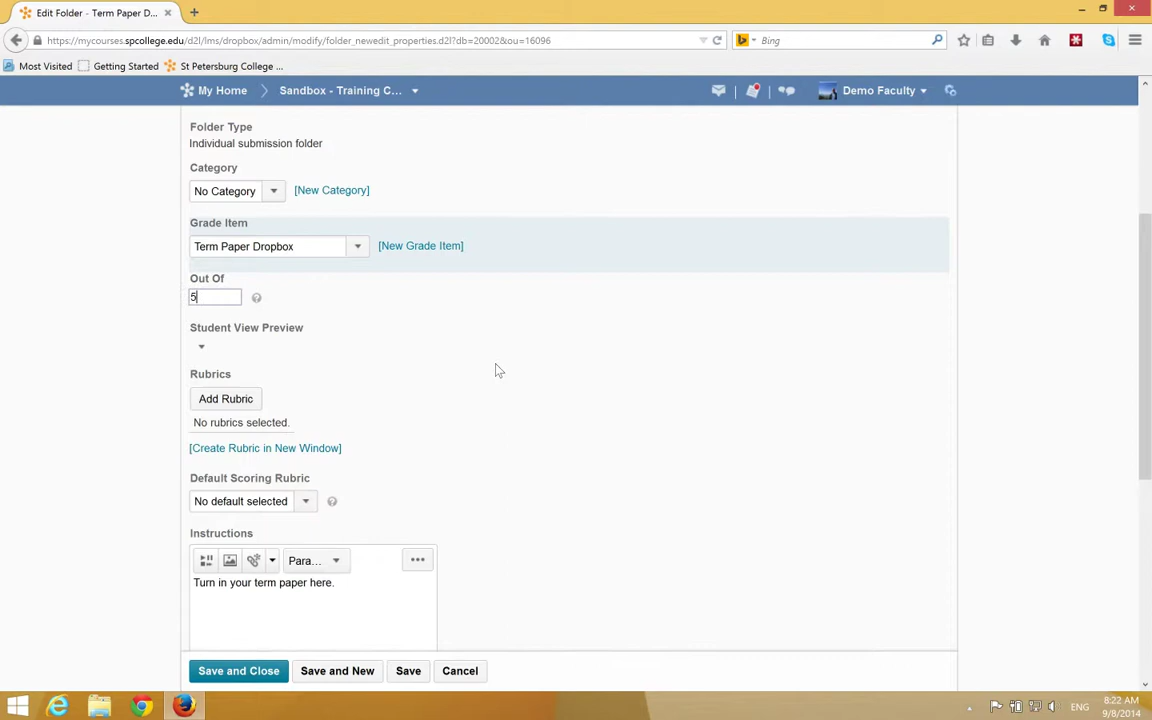 Edit Folder - Term Paper D...
https://mycourses.spcollege.edu/d2l/lms/dropbox/admin/modify/folder_newedit_properties.d2l?db=20002&ou=16096
Bing
Most Visited
Getting Started
St Petersburg College ...
My Home
Sandbox - Training C...
Demo Faculty
Folder Type
Individual submission folder
Category
No Category
[New Category]
Grade Item
Term Paper Dropbox
[New Grade Item]
Out Of
5
Student View Preview
Rubrics
Add Rubric
No rubrics selected.
[Create Rubric in New Window]
Default Scoring Rubric
No default selected
Instructions
Para...
Turn in your term paper here.
Save and Close
Save and New
Save
Cancel
ENG
8:22 AM
9/8/2014